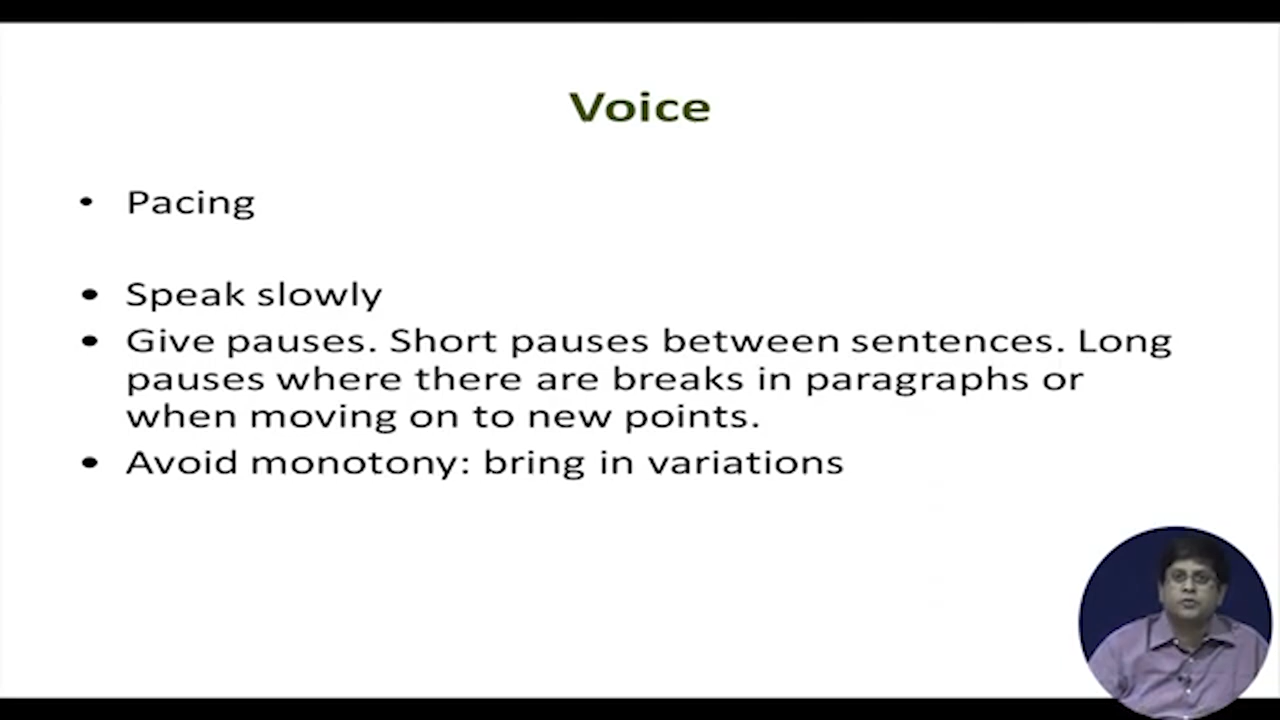 Voice
• Pacing
• Speak slowly
• Give pauses. Short pauses between sentences. Long
pauses where there are breaks in paragraphs or
when moving on to new points.
• Avoid monotony: bring in variations